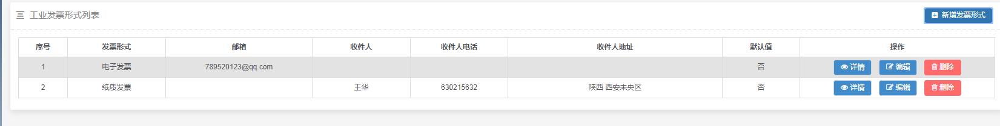 工业发票形式列表
新增发票形式
序号 发票形式 邮箱 收件人 收件人电话 收件人地址 默认值 操作
1 电子发票 789520123@qq.com 否 详情 编辑 删除
2 纸质发票 王华 630215632 陕西 西安未央区 否 详情 编辑 删除